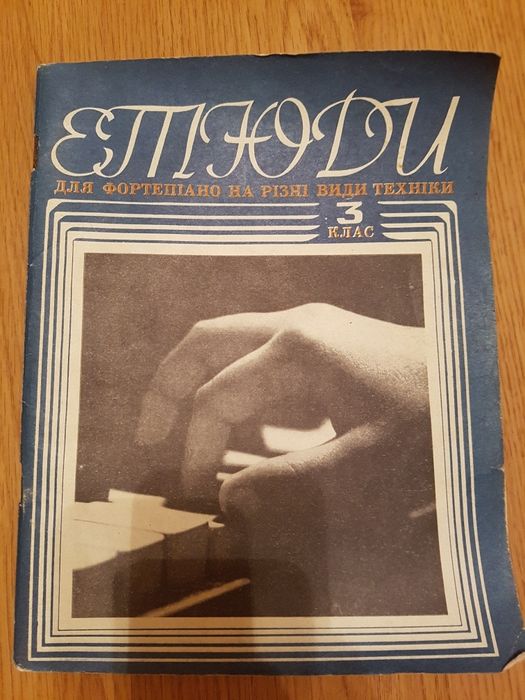 ЕТЮДИ
ДЛЯ ФОРТЕПІАНО НА РІЗНІ ВИДИ ТЕХНІКИ
3
КЛАС